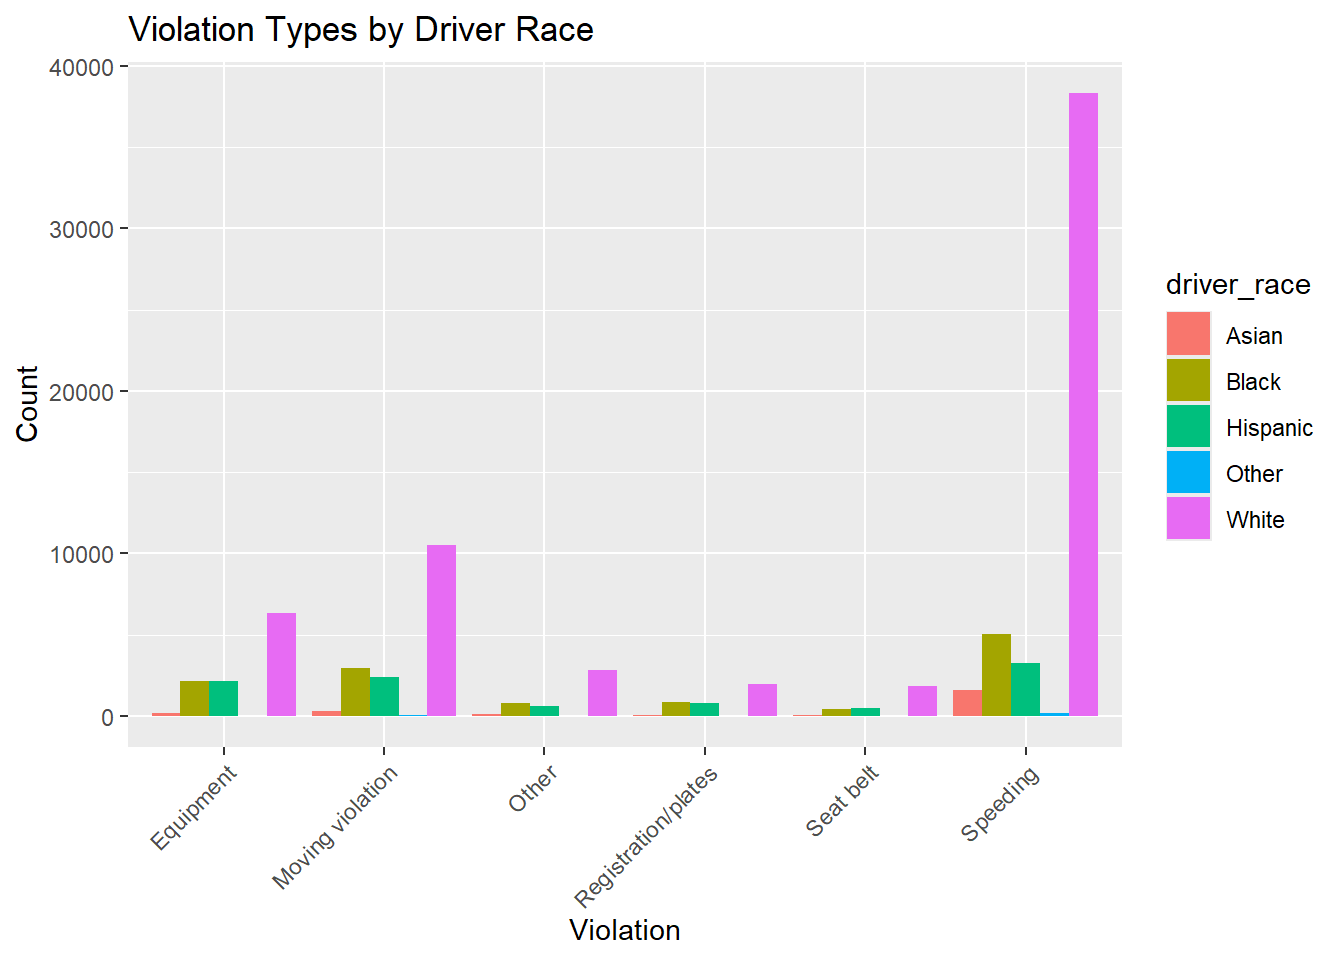 Violation Types by Driver Race
40000
30000
20000
10000
0
Count
Equipment
Moving violation
Other
Registration/plates
Seat belt
Speeding
Violation
driver_race
Asian
Black
Hispanic
Other
White